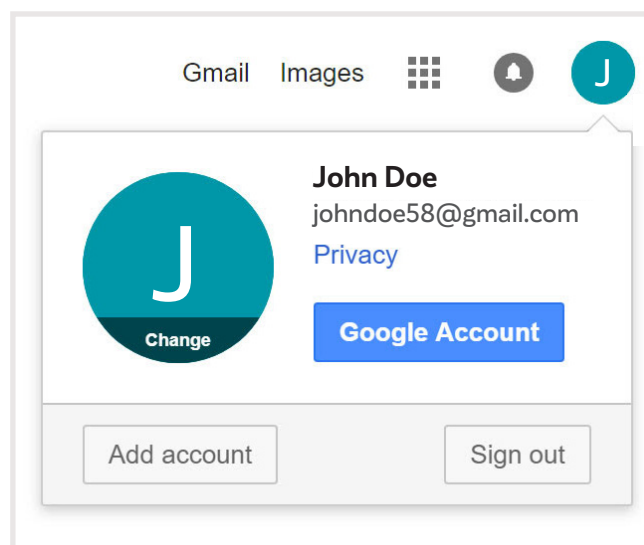 Gmail Images J
John Doe
johndoe58@gmail.com
Privacy
J
Change
Google Account
Add account Sign out